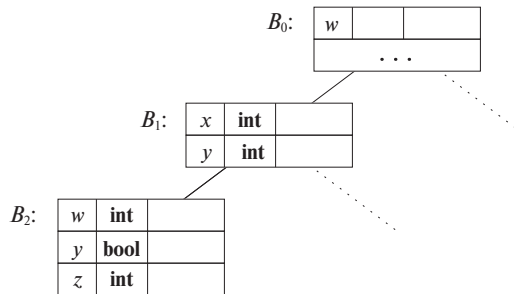 B₀: w
. . .
B₁: x int
y int
B₂: w int
y bool
z int